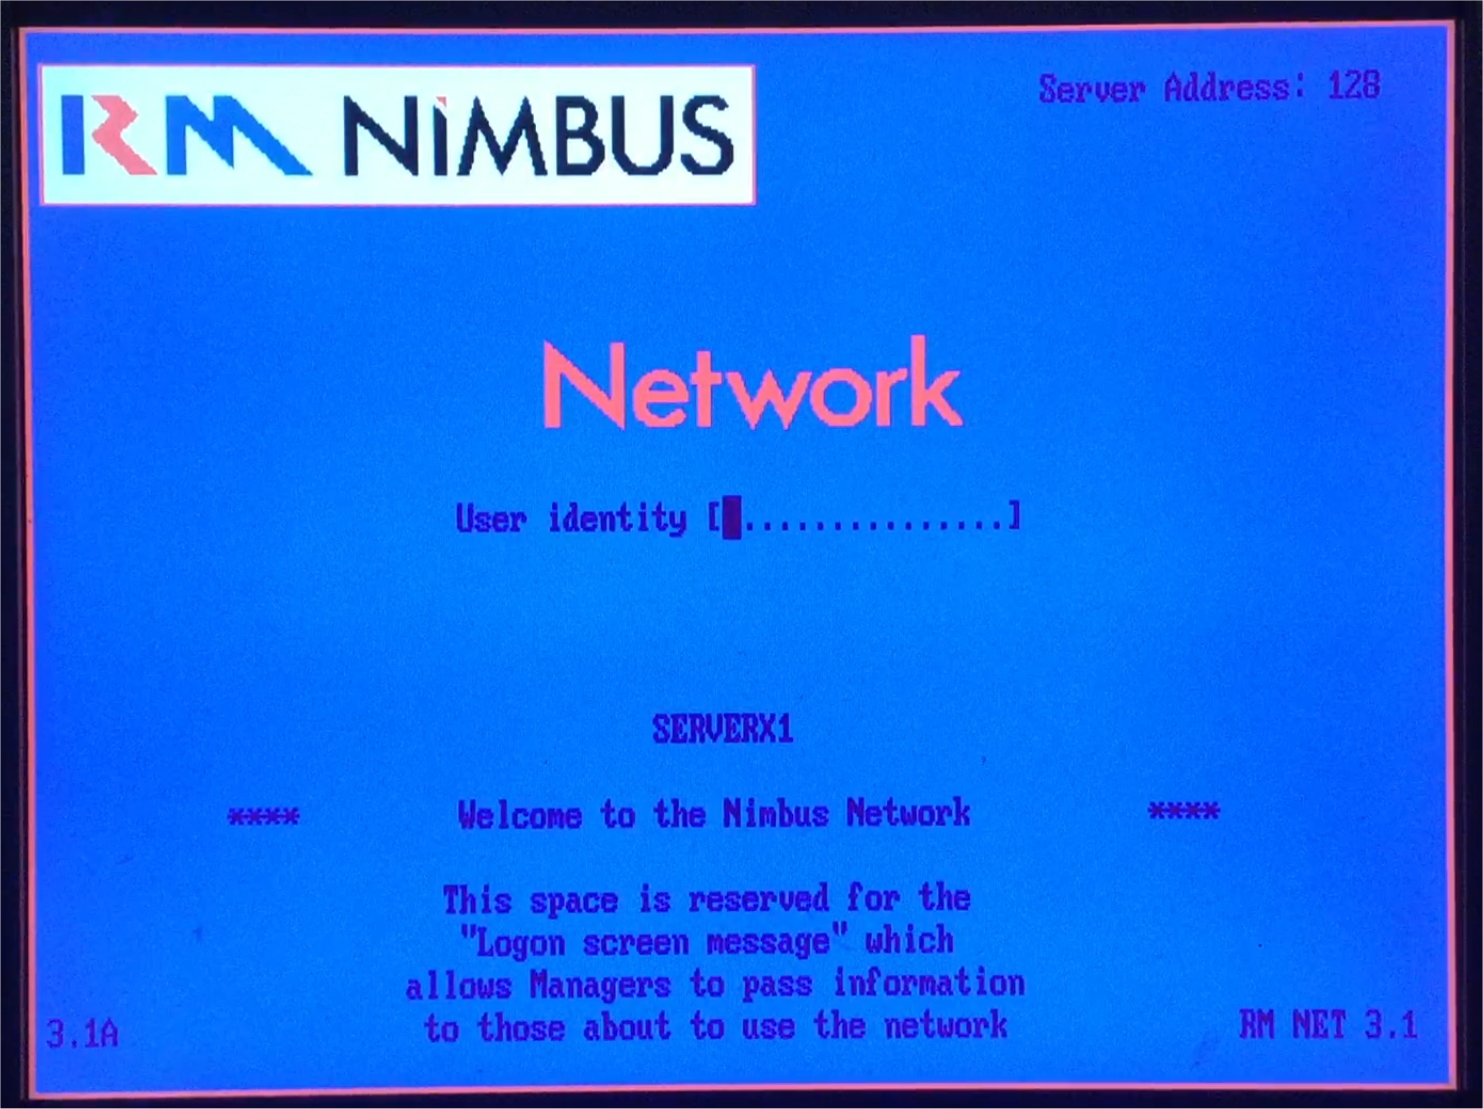 RM NiMBUS
Server Address: 128
Network
User identity [................]
SERVERX1
**** Welcome to the Nimbus Network ****
This space is reserved for the
"Logon screen message" which
allows Managers to pass information
to those about to use the network
3.1A
RM NET 3.1